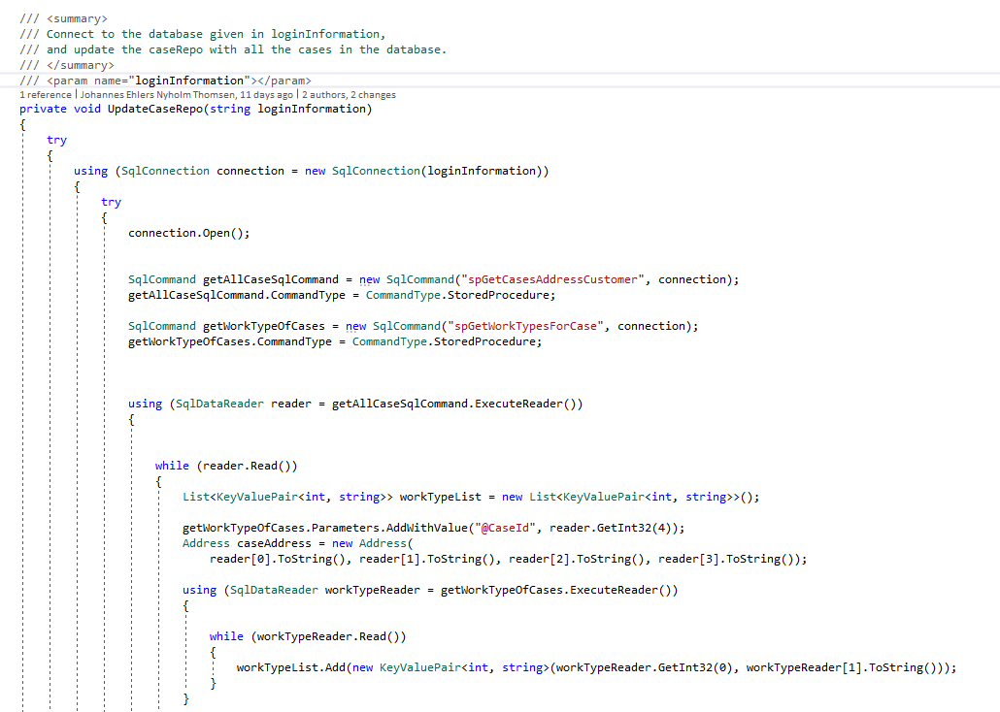 /// <summary>
/// Connect to the database given in loginInformation,
/// and update the caseRepo with all the cases in the database.
/// </summary>
/// <param name="loginInformation"></param>
1 reference | Johannes Ehlers Nyholm Thomsen, 11 days ago | 2 authors, 2 changes
private void UpdateCaseRepo(string loginInformation)
{
try
{
using (SqlConnection connection = new SqlConnection(loginInformation))
{
try
{
connection.Open();
SqlCommand getAllCaseSqlCommand = new SqlCommand("spGetCasesAddressCustomer", connection);
getAllCaseSqlCommand.CommandType = CommandType.StoredProcedure;
SqlCommand getWorkTypeOfCases = new SqlCommand("spGetWorkTypesForCase", connection);
getWorkTypeOfCases.CommandType = CommandType.StoredProcedure;
using (SqlDataReader reader = getAllCaseSqlCommand.ExecuteReader())
{
while (reader.Read())
{
List<KeyValuePair<int, string>> workTypeList = new List<KeyValuePair<int, string>>();
getWorkTypeOfCases.Parameters.AddWithValue("@CaseId", reader.GetInt32(4));
Address caseAddress = new Address(
reader[0].ToString(), reader[1].ToString(), reader[2].ToString(), reader[3].ToString());
using (SqlDataReader workTypeReader = getWorkTypeOfCases.ExecuteReader())
{
while (workTypeReader.Read())
{
workTypeList.Add(new KeyValuePair<int, string>(workTypeReader.GetInt32(0), workTypeReader[1].ToString()));
}
}